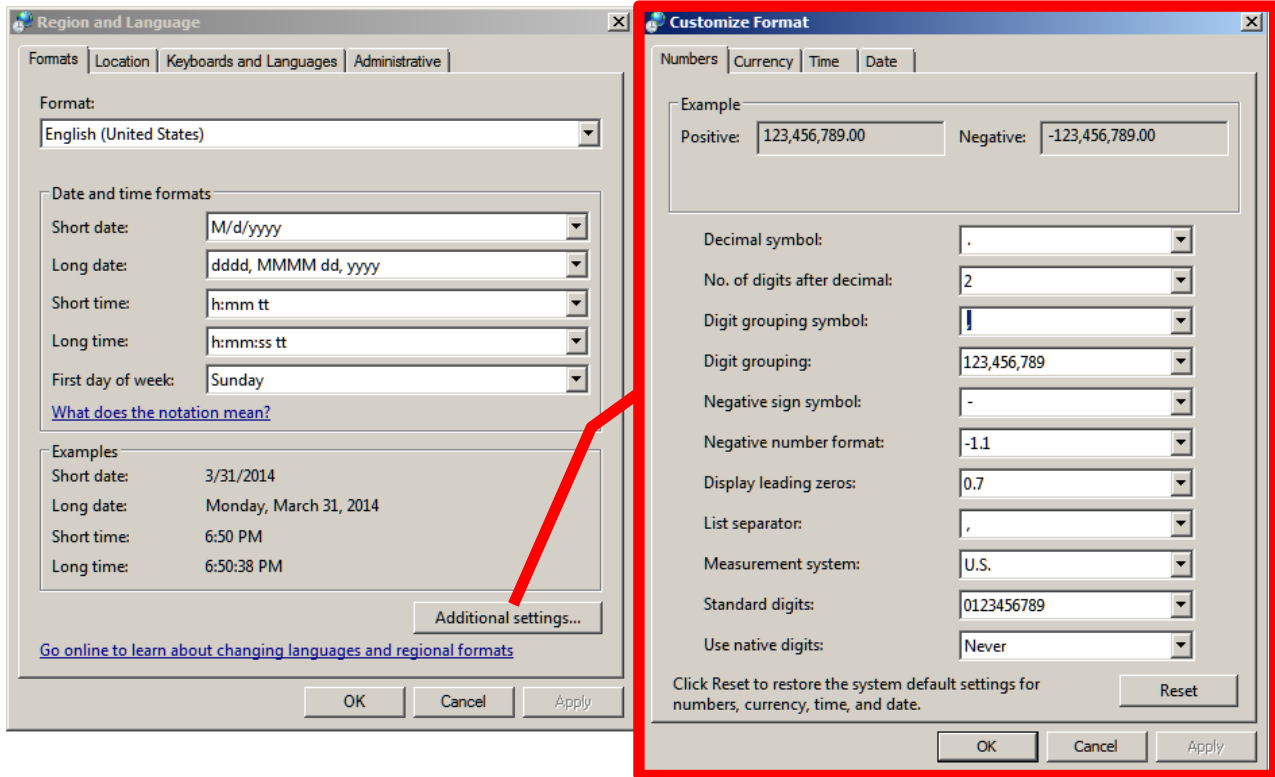 Region and Language
Formats Location Keyboards and Languages Administrative
Format:
English (United States)
Date and time formats
Short date: M/d/yyyy
Long date: dddd, MMMM dd, yyyy
Short time: h:mm tt
Long time: h:mm:ss tt
First day of week: Sunday
What does the notation mean?
Examples
Short date: 3/31/2014
Long date: Monday, March 31, 2014
Short time: 6:50 PM
Long time: 6:50:38 PM
Additional settings...
Go online to learn about changing languages and regional formats
OK Cancel Apply
Customize Format
Numbers Currency Time Date
Example
Positive: 123,456,789.00 Negative: -123,456,789.00
Decimal symbol: .
No. of digits after decimal: 2
Digit grouping symbol: ,
Digit grouping: 123,456,789
Negative sign symbol: -
Negative number format: -1.1
Display leading zeros: 0.7
List separator: ,
Measurement system: U.S.
Standard digits: 0123456789
Use native digits: Never
Click Reset to restore the system default settings for
numbers, currency, time, and date.
Reset
OK Cancel Apply